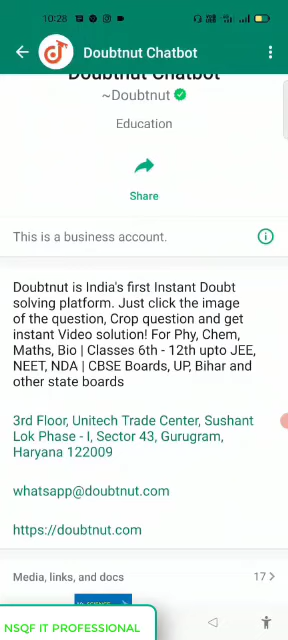 10:28
Doubtnut Chatbot
Doubtnut Chatbot
~Doubtnut
Education
Share
This is a business account.
Doubtnut is India's first Instant Doubt
solving platform. Just click the image
of the question, Crop question and get
instant Video solution! For Phy, Chem,
Maths, Bio | Classes 6th - 12th upto JEE,
NEET, NDA | CBSE Boards, UP, Bihar and
other state boards
3rd Floor, Unitech Trade Center, Sushant
Lok Phase - I, Sector 43, Gurugram,
Haryana 122009
whatsapp@doubtnut.com
https://doubtnut.com
Media, links, and docs
17 >
NSQF IT PROFESSIONAL